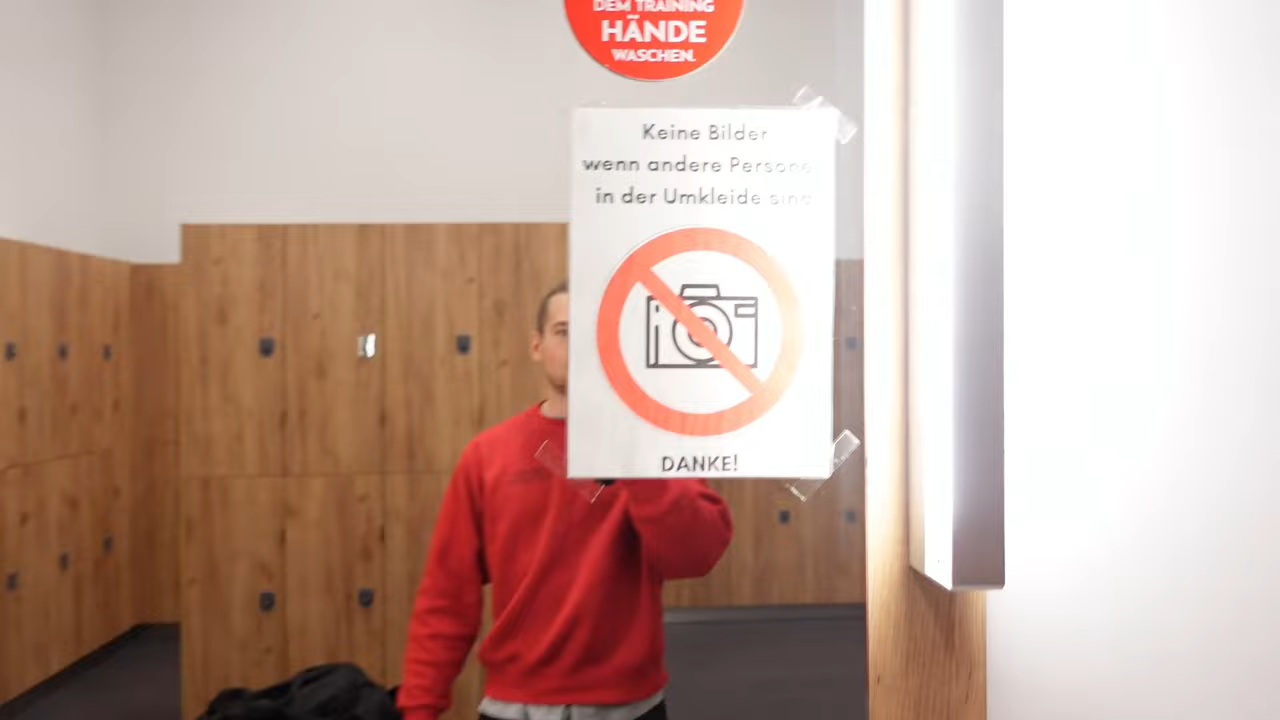 DEM TRAINING
HÄNDE
WASCHEN.
Keine Bilder
wenn andere Persone
in der Umkleide sind
DANKE!